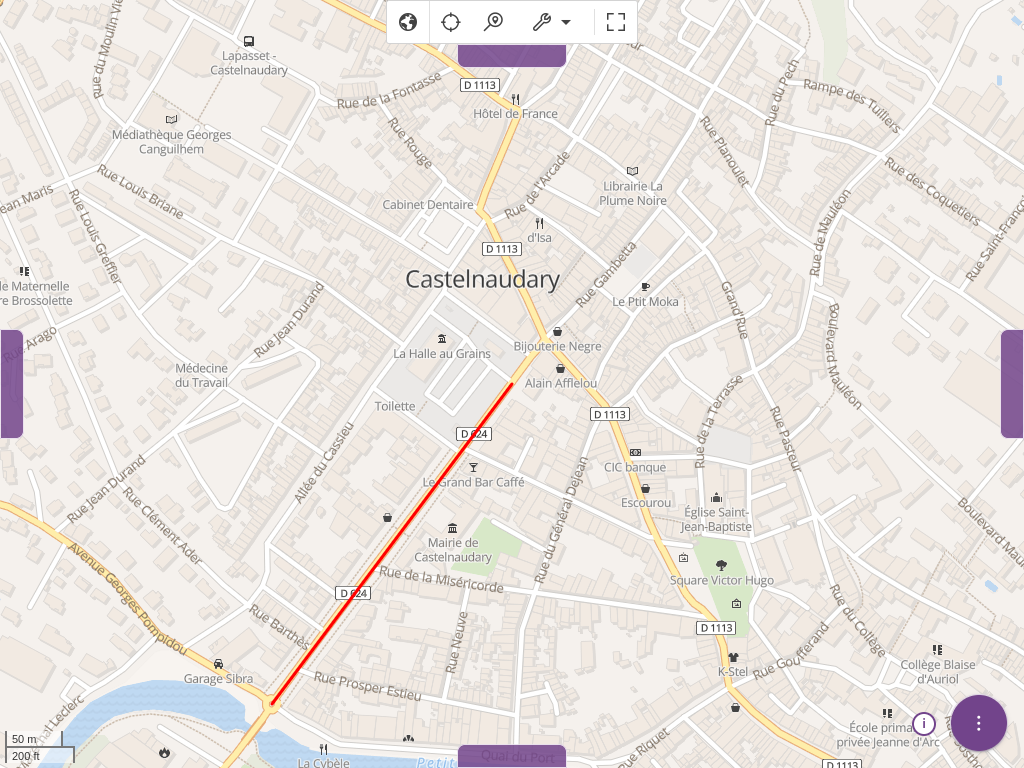 Rue du Moulin
Lapasset -
Castelnaudary
D 1113
Rue de la Fontasse
Hôtel de France
Rue du Pech
Rampe des Tuiliers
Médiathèque Georges
Canguilhem
Rue Rouge
Rue Planoulet
Rue de l'Arcade
Librairie La
Plume Noire
Rue des Coquetiers
Rue Louis Briane
Jean Maris
Cabinet Dentaire
Rue Louis Greffier
d'Isa
D 1113
Rue de Mauléon
Rue Saint-François
Castelnaudary
Rue Gambetta
le Maternelle
re Brossolette
Le Ptit Moka
Grand'Rue
Rue Jean Durand
Rue Arago
La Halle au Grains
Bijouterie Negre
Boulevard Mauléon
Médecine
du Travail
Alain Afflelou
Toilette
D 1113
Rue de la Terrasse
Rue Pasteur
D 624
Allée du Cassieu
Le Grand Bar Caffé
CIC banque
Rue Jean Durand
Escourou
Rue du Général Dejean
Église Saint-
Jean-Baptiste
Rue Clément Ader
Boulevard Mau
Mairie de
Castelnaudary
Avenue Georges Pompidou
Rue de la Miséricorde
Square Victor Hugo
D 624
Rue Barthès
Rue Neuve
D 1113
Rue du Collège
Rue Goufferand
Garage Sibra
K-Stel
Collège Blaise
d'Auriol
Rue Prosper Estieu
Leclerc
École prima
privée Jeanne d'Arc
i
50 m
200 ft
La Cybèle
Petit
Quai du Port
Rue Riquet
D 1113